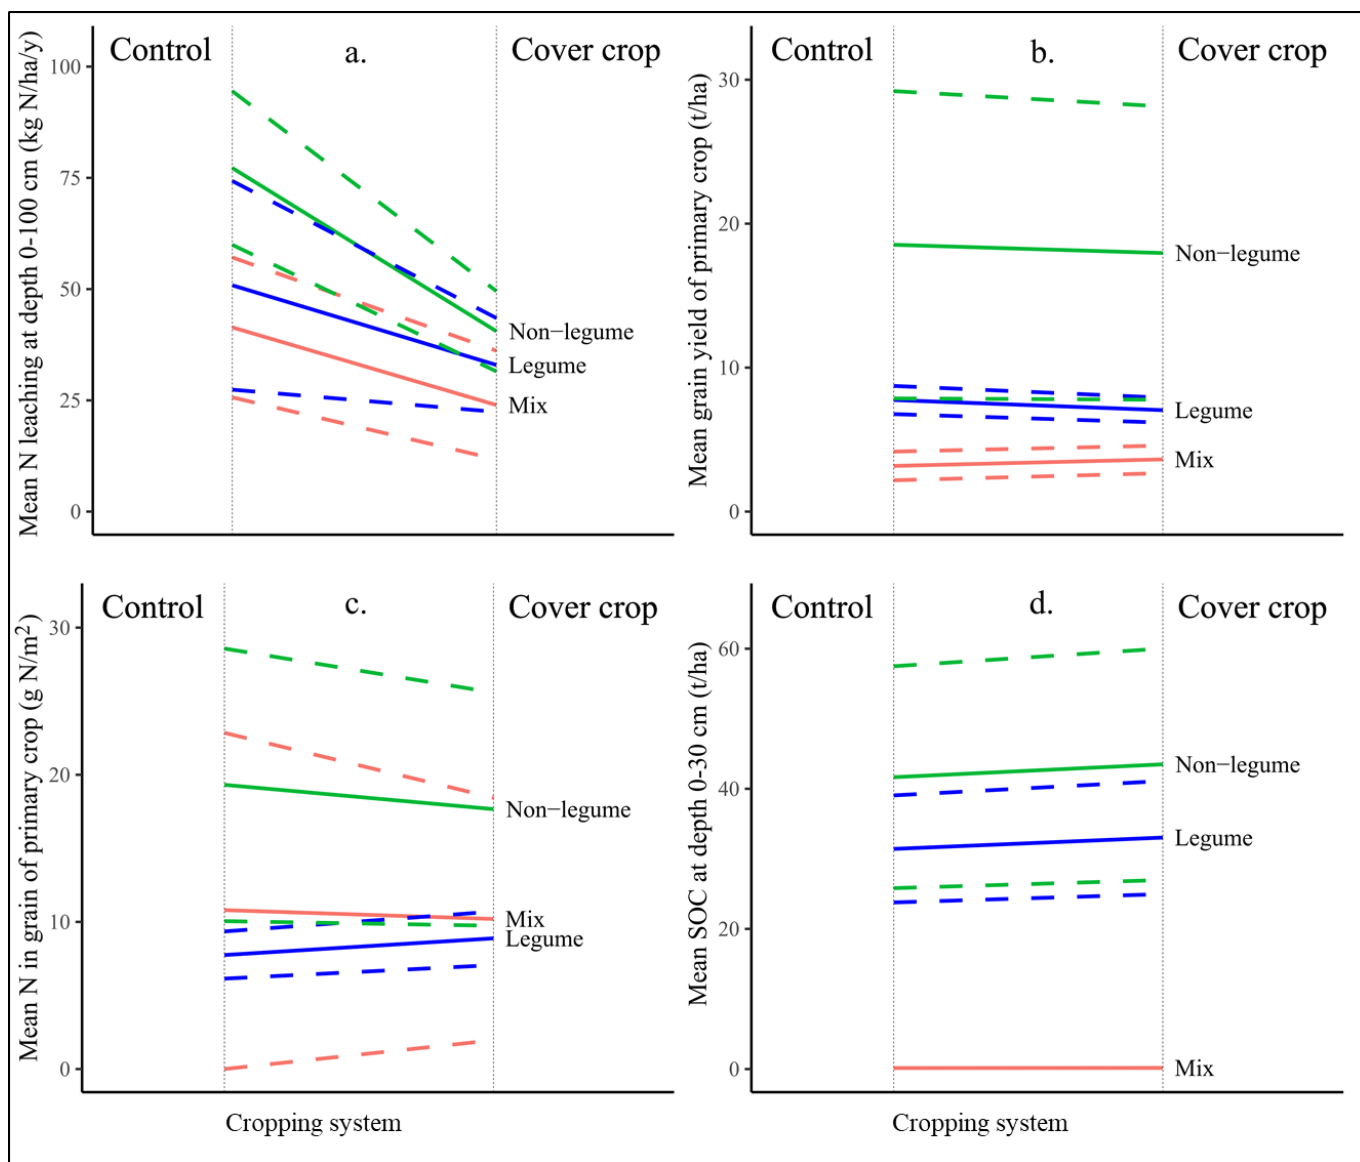 Mean N leaching at depth 0-100 cm (kg N/ha/y)
Control
a.
Cover crop
100
75
50
25
0
Non−legume
Legume
Mix
Mean grain yield of primary crop (t/ha)
Control
b.
Cover crop
30
20
10
0
Non−legume
Legume
Mix
Mean N in grain of primary crop (g N/m²)
Control
c.
Cover crop
30
20
10
0
Non−legume
Mix
Legume
Cropping system
Mean SOC at depth 0-30 cm (t/ha)
Control
d.
Cover crop
60
40
20
0
Non−legume
Legume
Mix
Cropping system